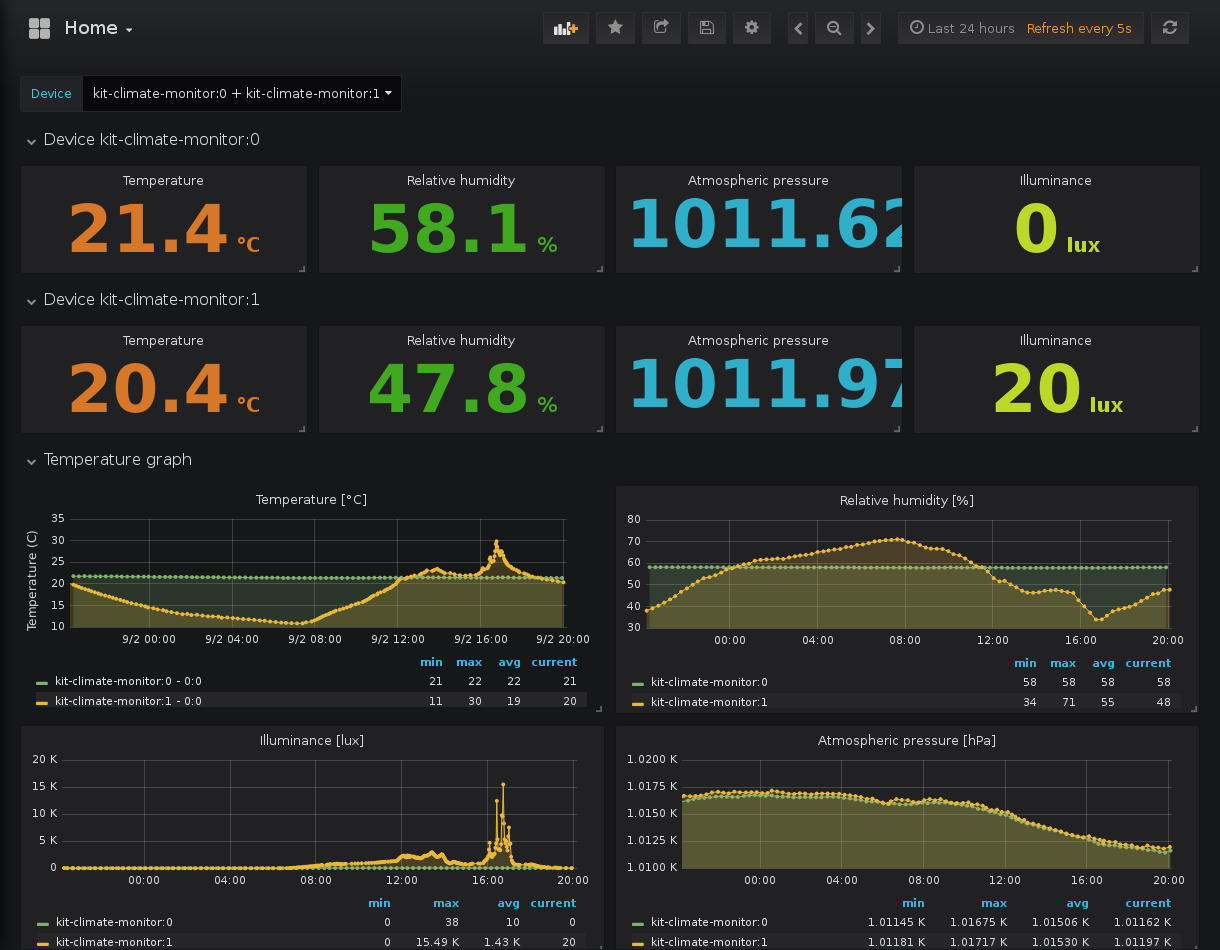 Home
Last 24 hours Refresh every 5s
Device kit-climate-monitor:0 + kit-climate-monitor:1
Device kit-climate-monitor:0
Temperature Relative humidity Atmospheric pressure Illuminance
21.4 °C 58.1 % 1011.62 0 lux
Device kit-climate-monitor:1
Temperature Relative humidity Atmospheric pressure Illuminance
20.4 °C 47.8 % 1011.97 20 lux
Temperature graph
Temperature [°C]
Temperature (C)
35
30
25
20
15
10
9/2 00:00 9/2 04:00 9/2 08:00 9/2 12:00 9/2 16:00 9/2 20:00
min max avg current
kit-climate-monitor:0 - 0:0 21 22 22 21
kit-climate-monitor:1 - 0:0 11 30 19 20
Relative humidity [%]
80
70
60
50
40
30
00:00 04:00 08:00 12:00 16:00 20:00
min max avg current
kit-climate-monitor:0 58 58 58 58
kit-climate-monitor:1 34 71 55 48
Illuminance [lux]
20 K
15 K
10 K
5 K
0
00:00 04:00 08:00 12:00 16:00 20:00
min max avg current
kit-climate-monitor:0 0 38 10 0
kit-climate-monitor:1 0 15.49 K 1.43 K 20
Atmospheric pressure [hPa]
1.0200 K
1.0175 K
1.0150 K
1.0125 K
1.0100 K
00:00 04:00 08:00 12:00 16:00 20:00
min max avg current
kit-climate-monitor:0 1.01145 K 1.01675 K 1.01506 K 1.01162 K
kit-climate-monitor:1 1.01181 K 1.01717 K 1.01530 K 1.01197 K